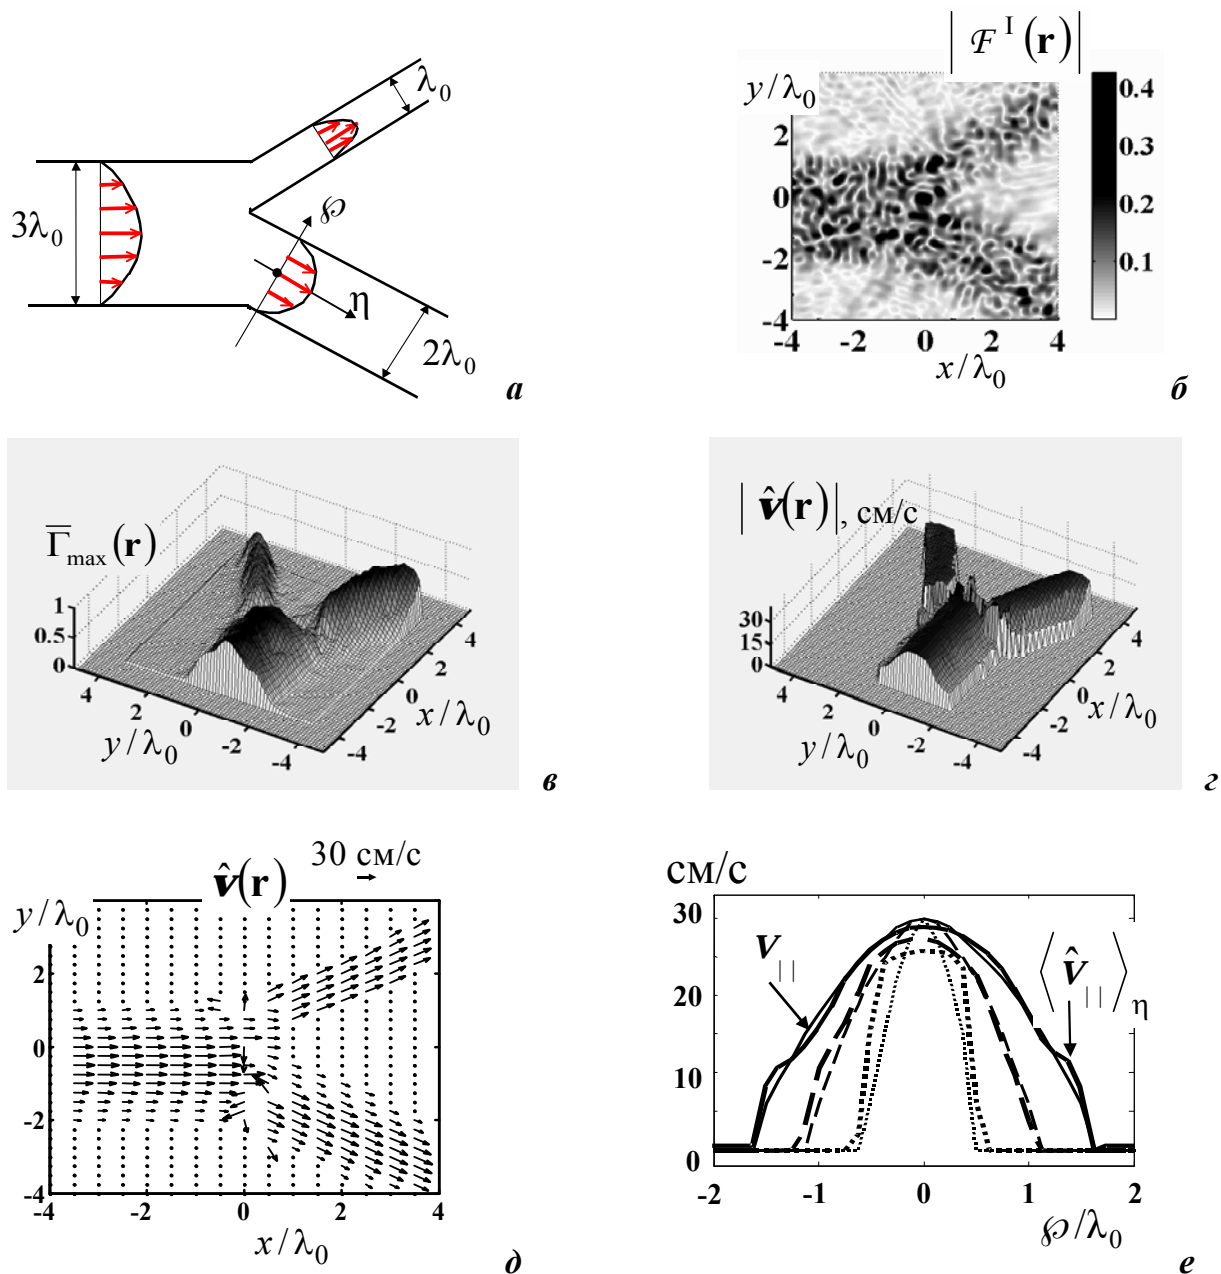 λ₀
℘
3λ₀
η
2λ₀
а
| ℱ ᴵ (r) |
y/λ₀
2
0
-2
-4
-4 -2 0 2 4
x/λ₀
0.4
0.3
0.2
0.1
б
Γ̅max(r)
1
0.5
0
4 2 0 -2 -4
y/λ₀
-4 -2 0 2 4
x/λ₀
в
| v̂(r) |, см/с
30
15
0
4 2 0 -2 -4
y/λ₀
-4 -2 0 2 4
x/λ₀
г
v̂(r)
30 см/с
y/λ₀
2
0
-2
-4
-4 -2 0 2 4
x/λ₀
д
см/с
30
20
10
0
v||
⟨v̂||⟩η
-2 -1 0 1 2
℘/λ₀
е